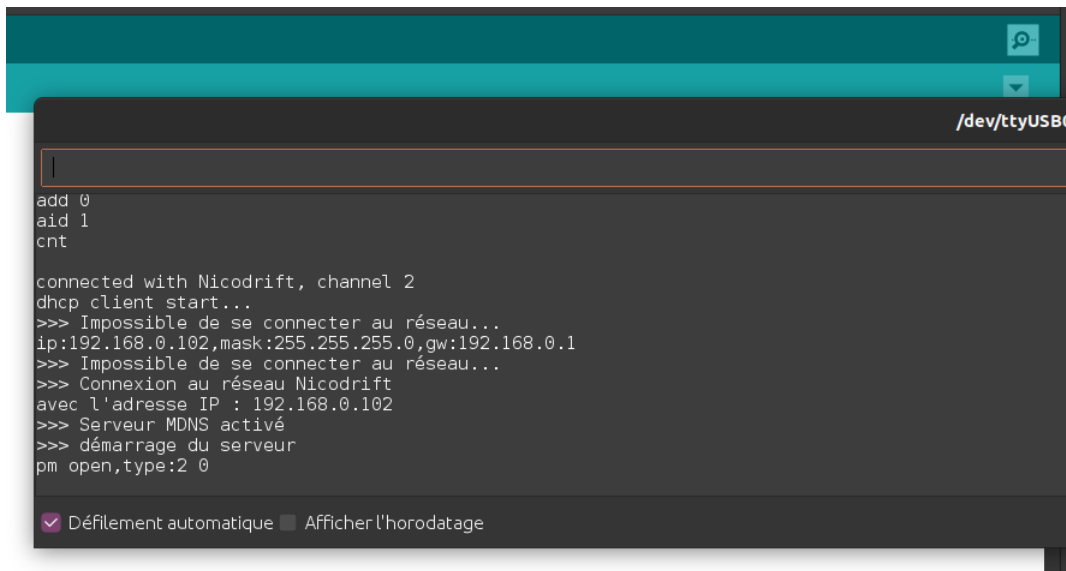 /dev/ttyUSB0
add 0
aid 1
cnt
connected with Nicodrift, channel 2
dhcp client start...
>>> Impossible de se connecter au réseau...
ip:192.168.0.102,mask:255.255.255.0,gw:192.168.0.1
>>> Impossible de se connecter au réseau...
>>> Connexion au réseau Nicodrift
avec l'adresse IP : 192.168.0.102
>>> Serveur MDNS activé
>>> démarrage du serveur
pm open,type:2 0
Défilement automatique Afficher l'horodatage